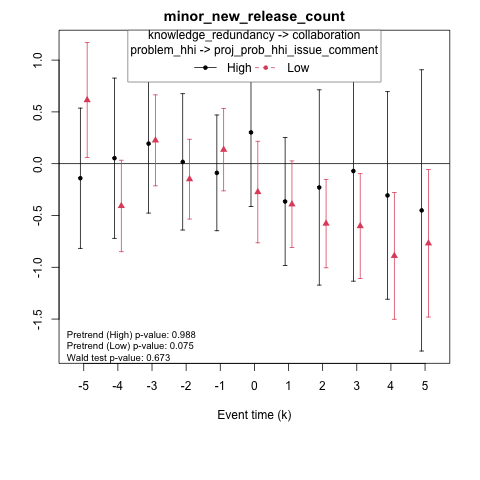 minor_new_release_count
knowledge_redundancy -> collaboration
problem_hhi -> proj_prob_hhi_issue_comment
High Low
1.0
0.5
0.0
-0.5
-1.0
-1.5
Pretrend (High) p-value: 0.988
Pretrend (Low) p-value: 0.075
Wald test p-value: 0.673
-5 -4 -3 -2 -1 0 1 2 3 4 5
Event time (k)